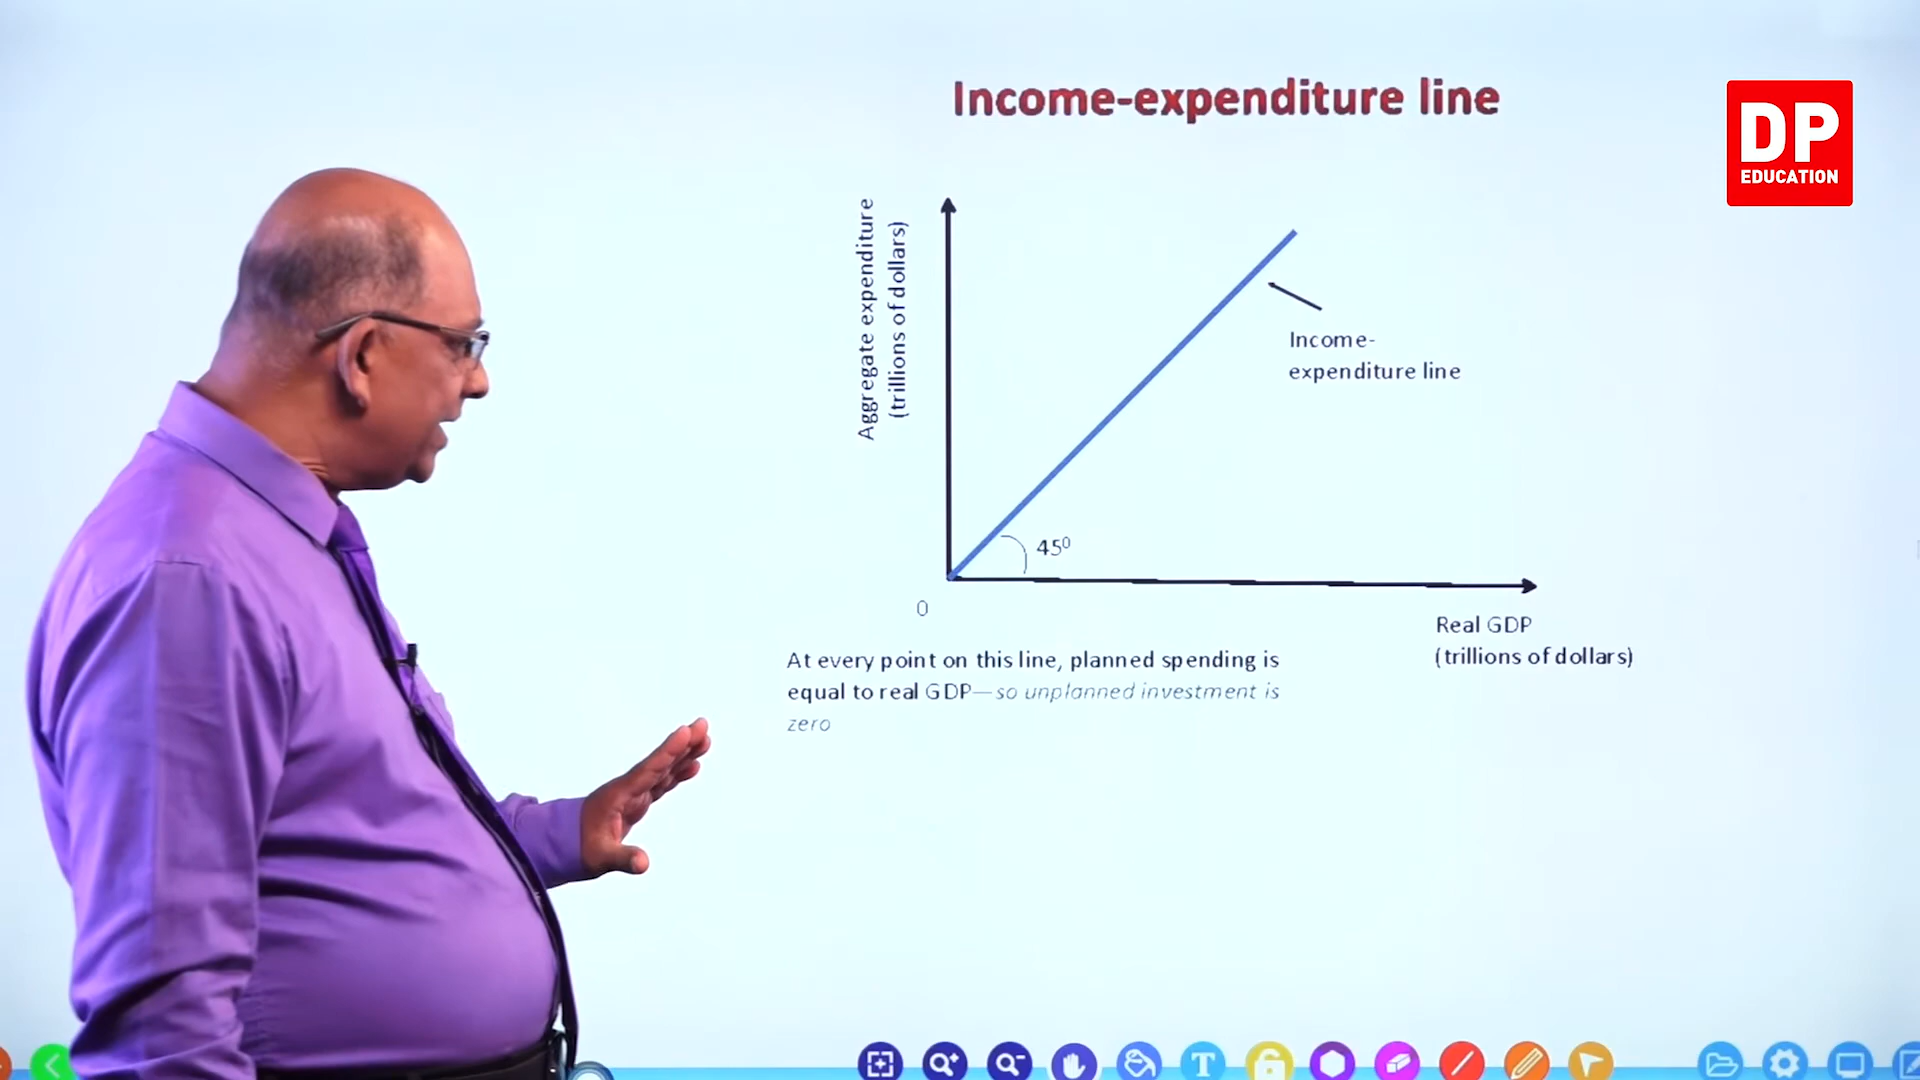 Income-expenditure line
DP
EDUCATION
Aggregate expenditure
(trillions of dollars)
Income-
expenditure line
45⁰
0
Real GDP
(trillions of dollars)
At every point on this line, planned spending is
equal to real GDP—so unplanned investment is
zero
T